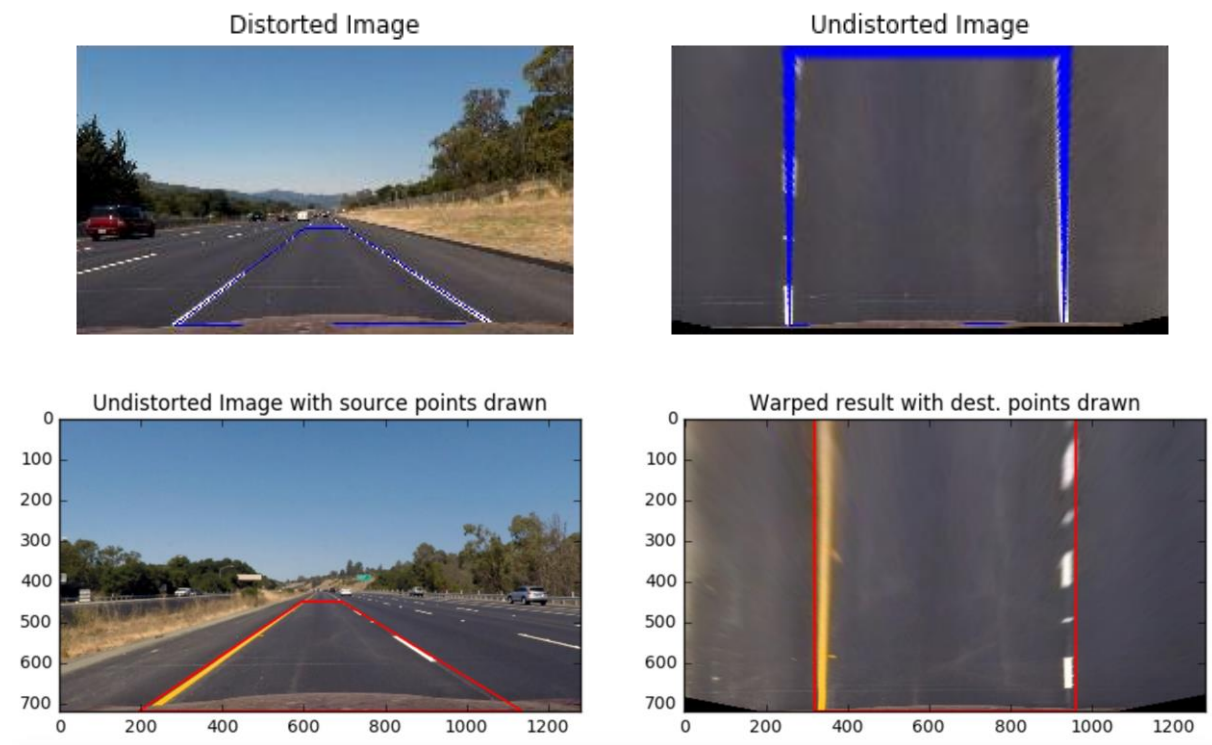 Distorted Image
Undistorted Image
Undistorted Image with source points drawn
Warped result with dest. points drawn
0
100
200
300
400
500
600
700
0 200 400 600 800 1000 1200
0
100
200
300
400
500
600
700
0 200 400 600 800 1000 1200